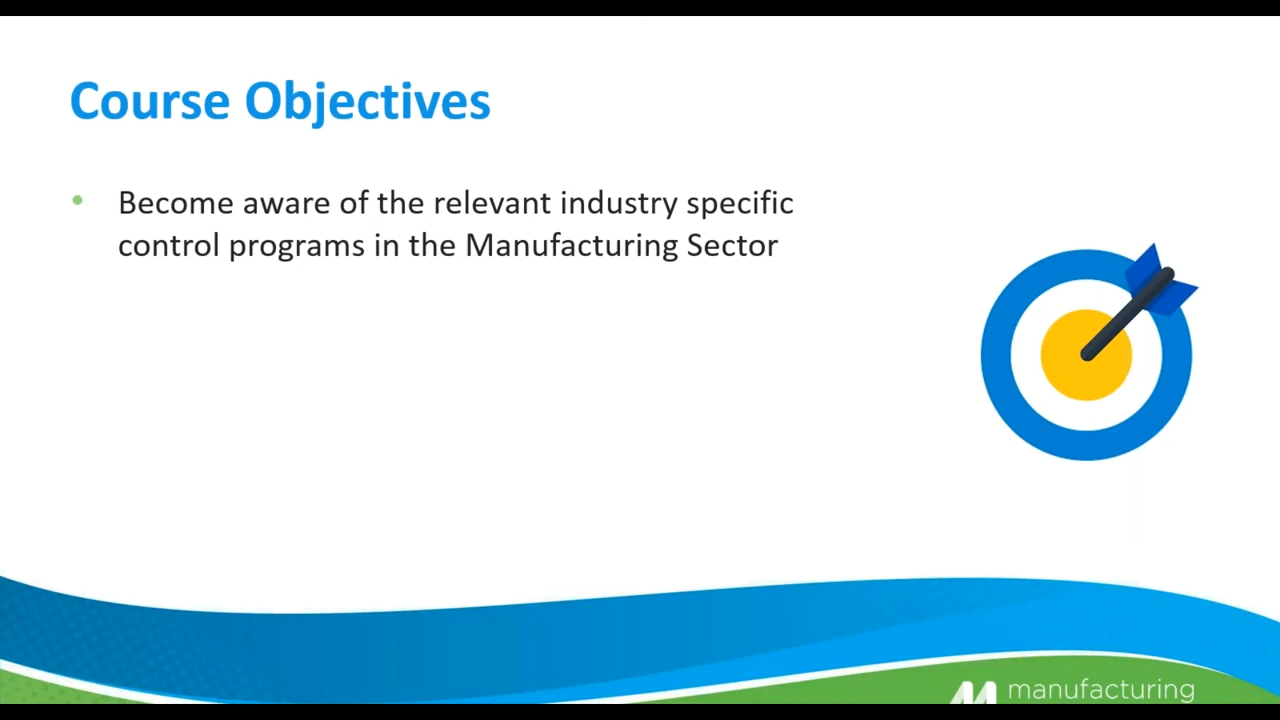 Course Objectives
• Become aware of the relevant industry specific
control programs in the Manufacturing Sector
manufacturing